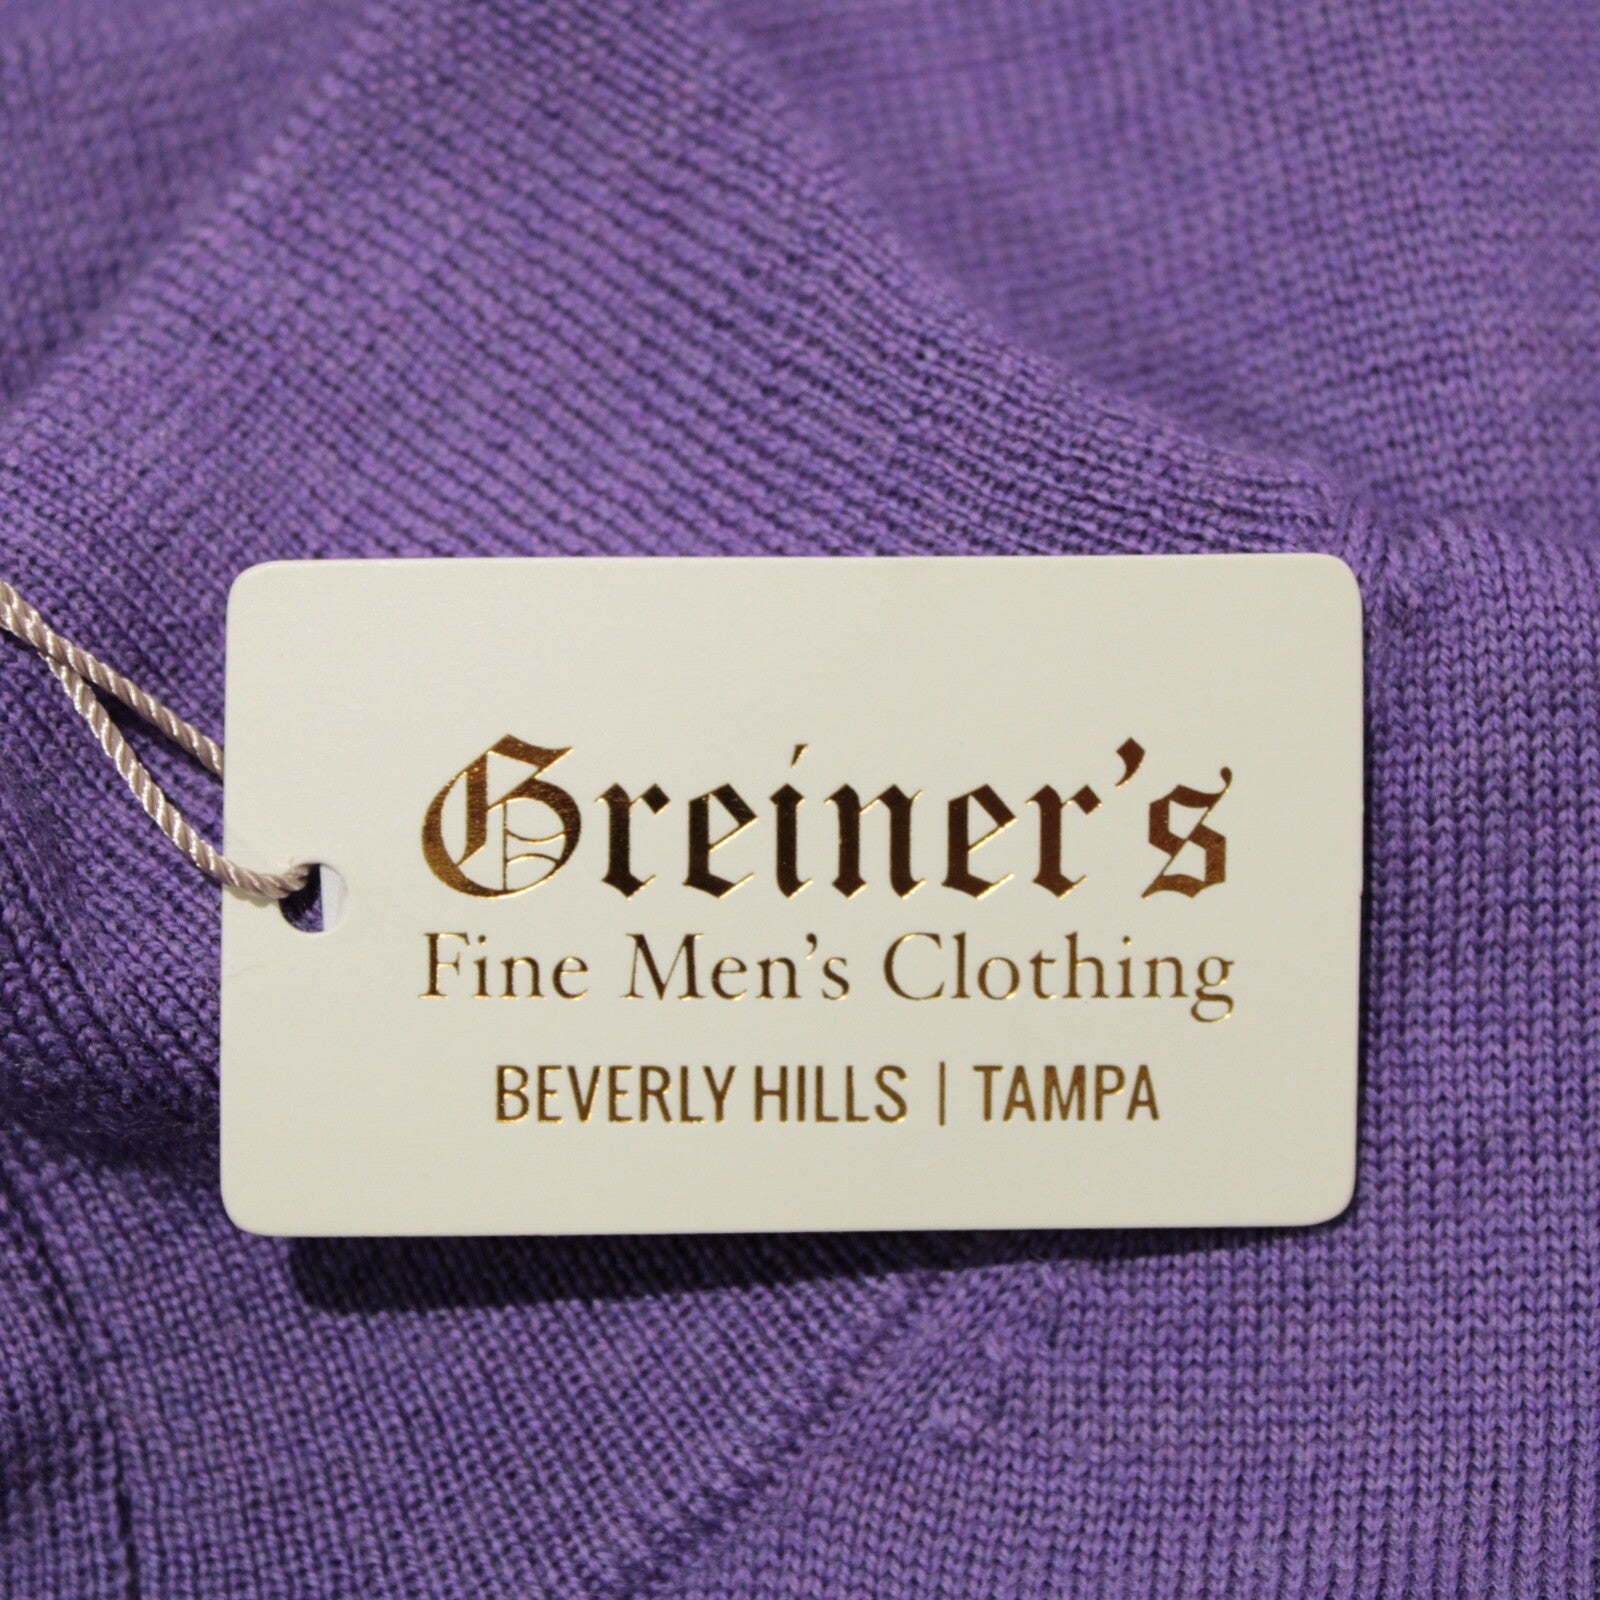 Greiner's
Fine Men's Clothing
BEVERLY HILLS | TAMPA